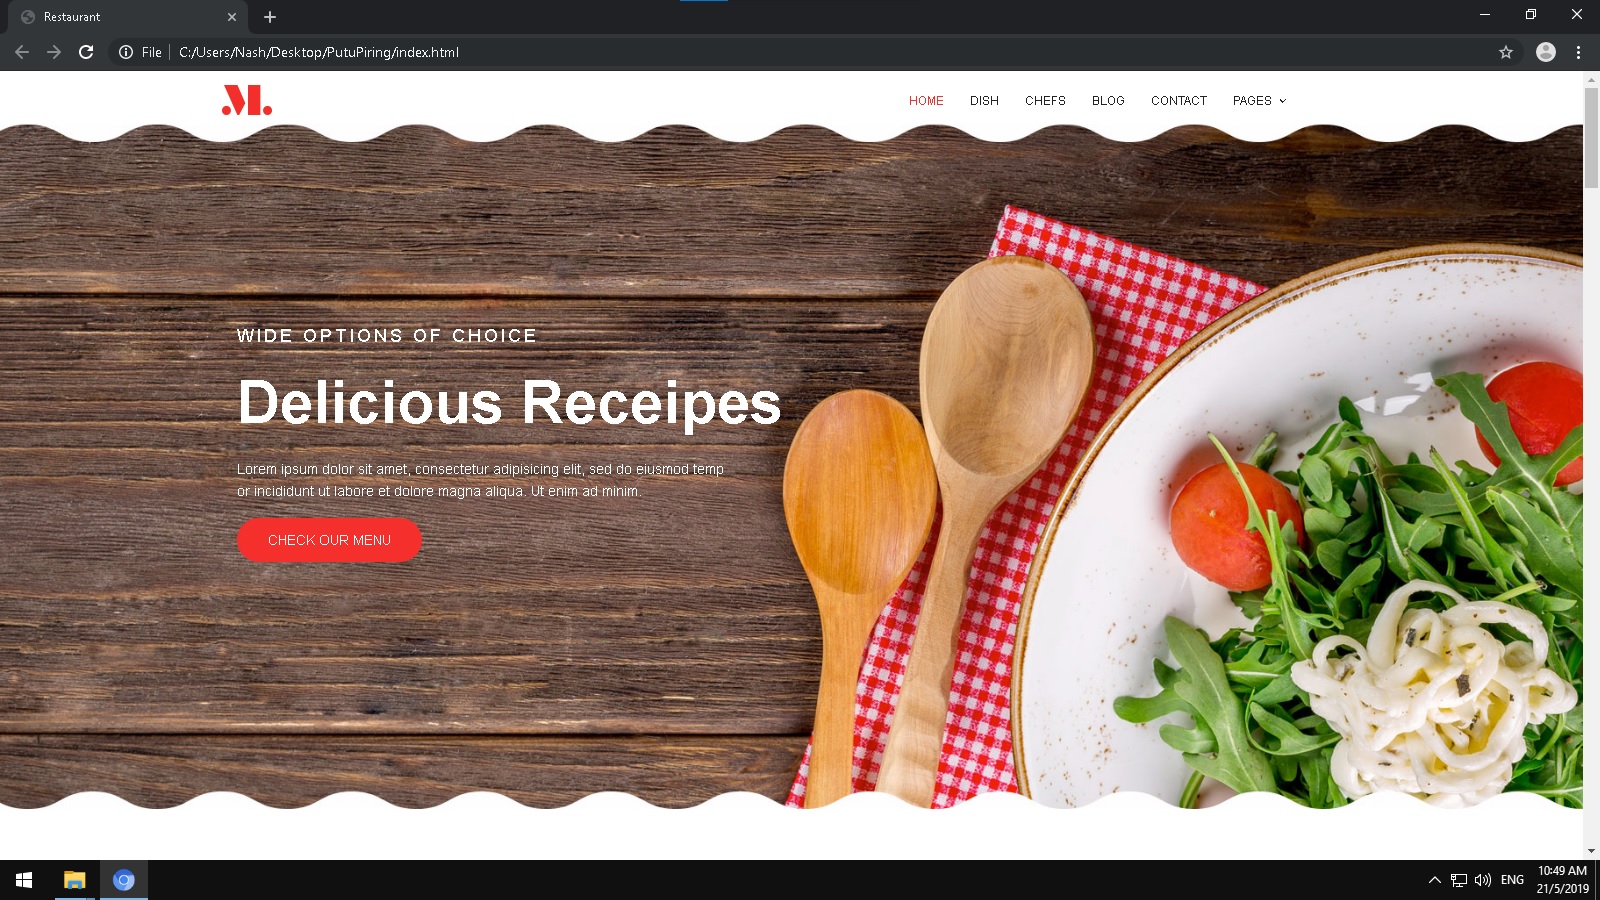 Restaurant
File
C:/Users/Nash/Desktop/PutuPiring/index.html
M.
HOME DISH CHEFS BLOG CONTACT PAGES
WIDE OPTIONS OF CHOICE
Delicious Receipes
Lorem ipsum dolor sit amet, consectetur adipisicing elit, sed do eiusmod temp
or incididunt ut labore et dolore magna aliqua. Ut enim ad minim.
CHECK OUR MENU
ENG
10:49 AM
21/5/2019